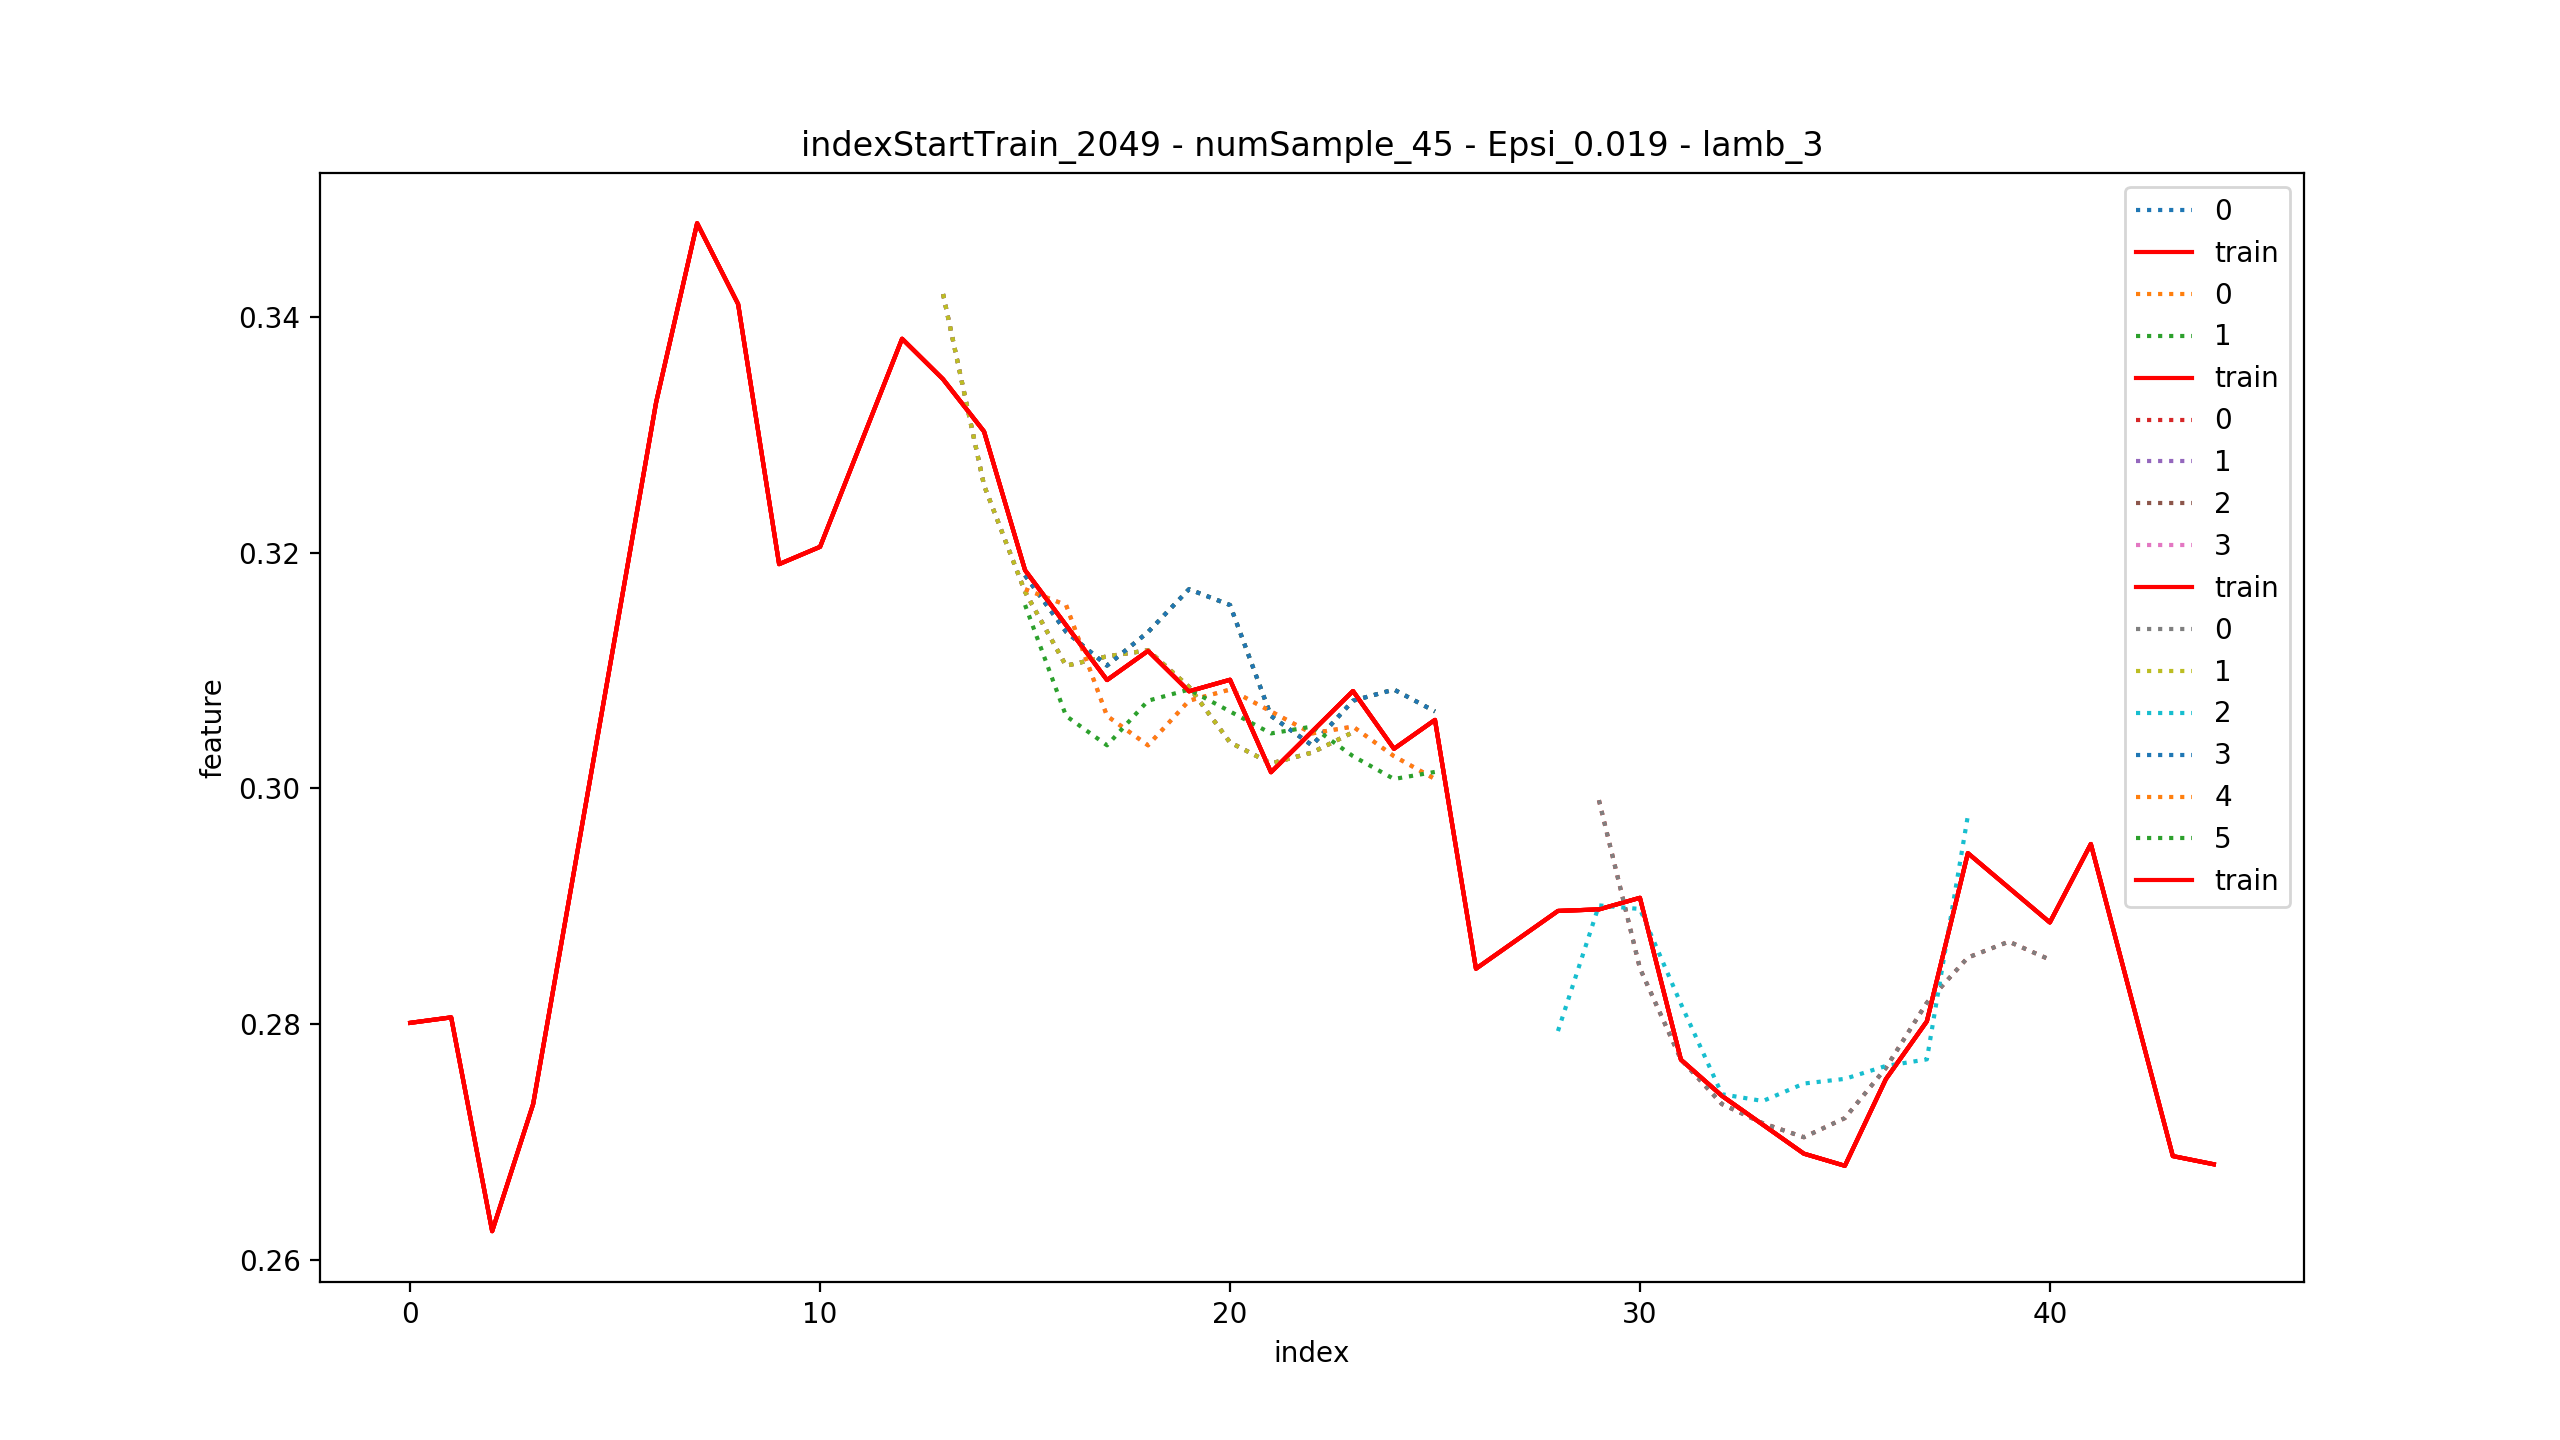 indexStartTrain_2049 - numSample_45 - Epsi_0.019 - lamb_3
0
train
0
1
train
0
1
2
3
train
0
1
2
3
4
5
train
feature
0.34
0.32
0.30
0.28
0.26
0 10 20 30 40
index